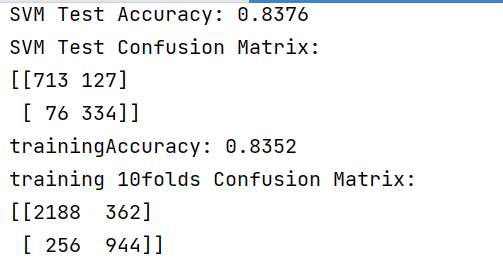 SVM Test Accuracy: 0.8376
SVM Test Confusion Matrix:
[[713 127]
 [ 76 334]]
trainingAccuracy: 0.8352
training 10folds Confusion Matrix:
[[2188  362]
 [ 256  944]]